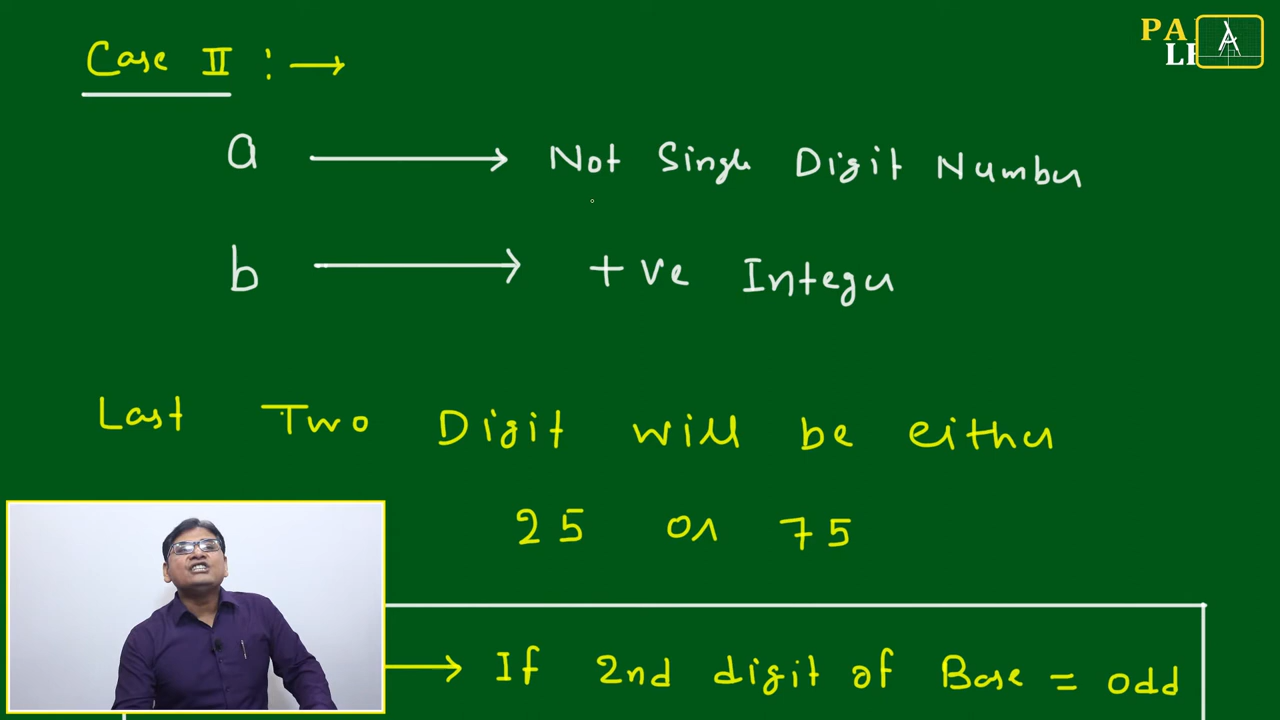 Case II :→
a → Not Single Digit Number
b → +ve Integer
Last Two Digit will be either
25 or 75
→ If 2nd digit of Base = odd